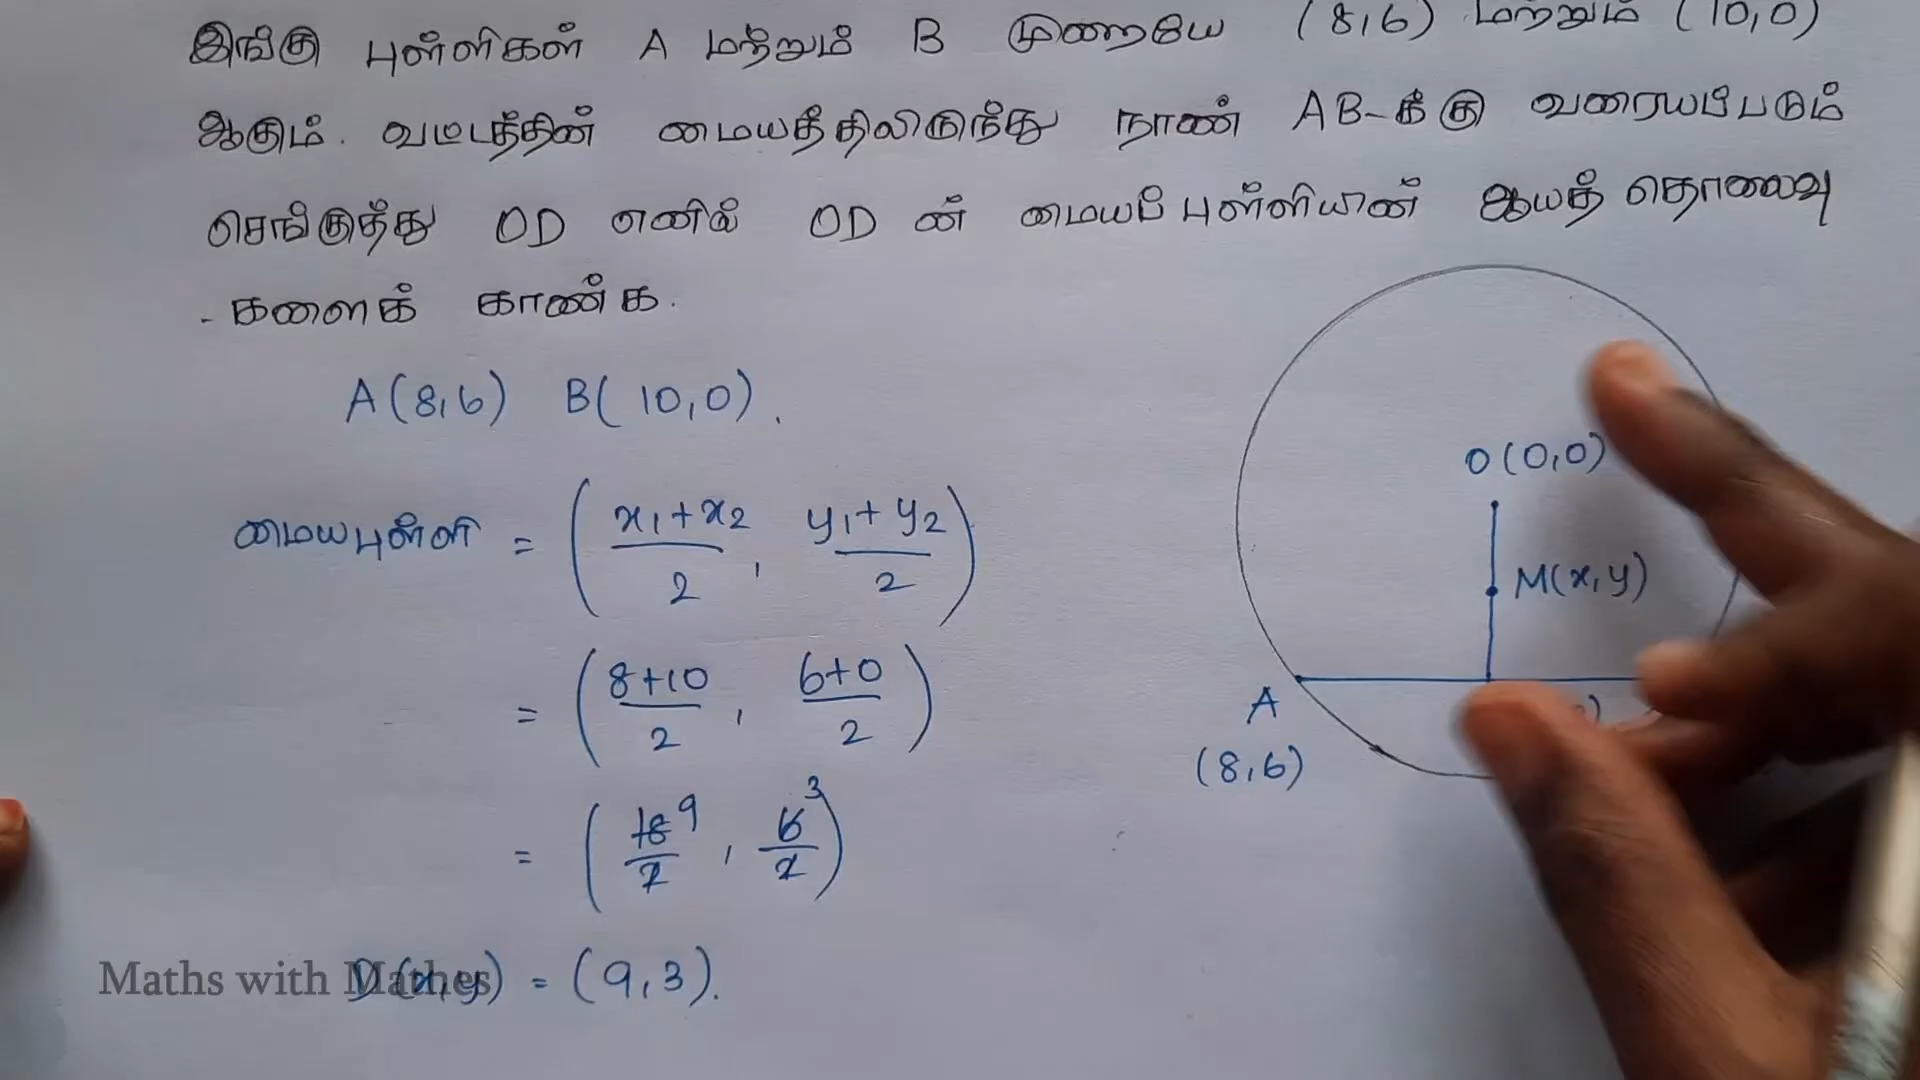 இங்கு புள்ளிகள் A மற்றும் B முறையே (8,6) மற்றும் (10,0)
ஆகும். வட்டத்தின் மையத்திலிருந்து நாண் AB-க்கு வரையப்படும்
செங்குத்து OD எனில் OD ன் மையப்புள்ளியின் ஆயத் தொலைவு
- களைக் காண்க.
A(8,6) B(10,0).
மையபுள்ளி = (x₁+x₂/2, y₁+y₂/2)
= (8+10/2, 6+0/2)
= (18/2 9, 6/2 3)
D(x,y) = (9,3).
O(0,0)
M(x,y)
A
(8,6)
Maths with Mathes